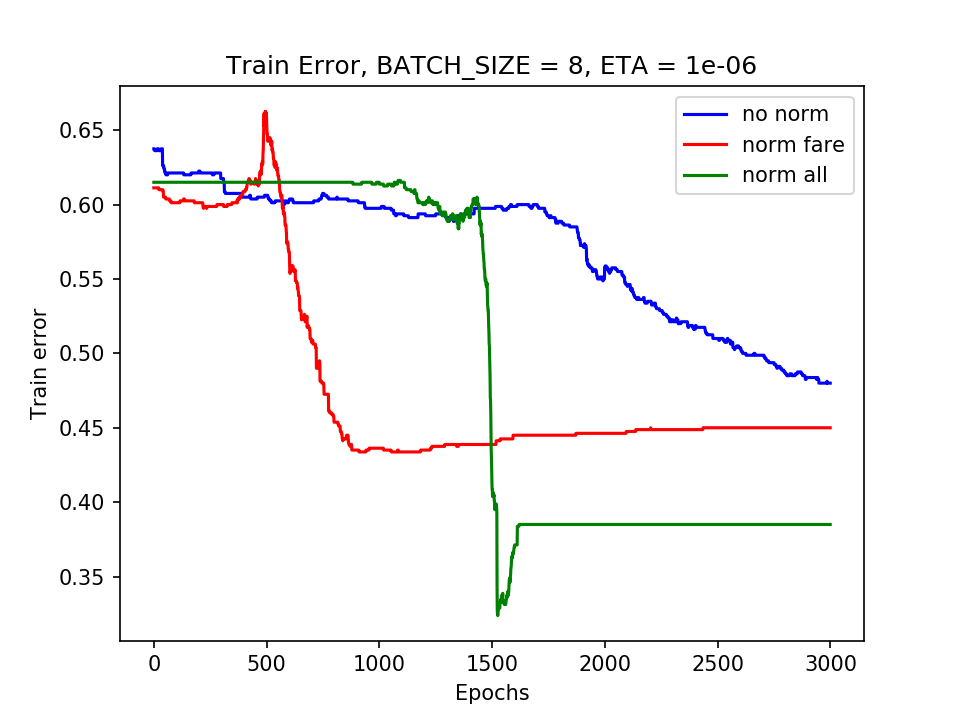 Train Error, BATCH_SIZE = 8, ETA = 1e-06
no norm
norm fare
norm all
Train error
0.65
0.60
0.55
0.50
0.45
0.40
0.35
0 500 1000 1500 2000 2500 3000
Epochs